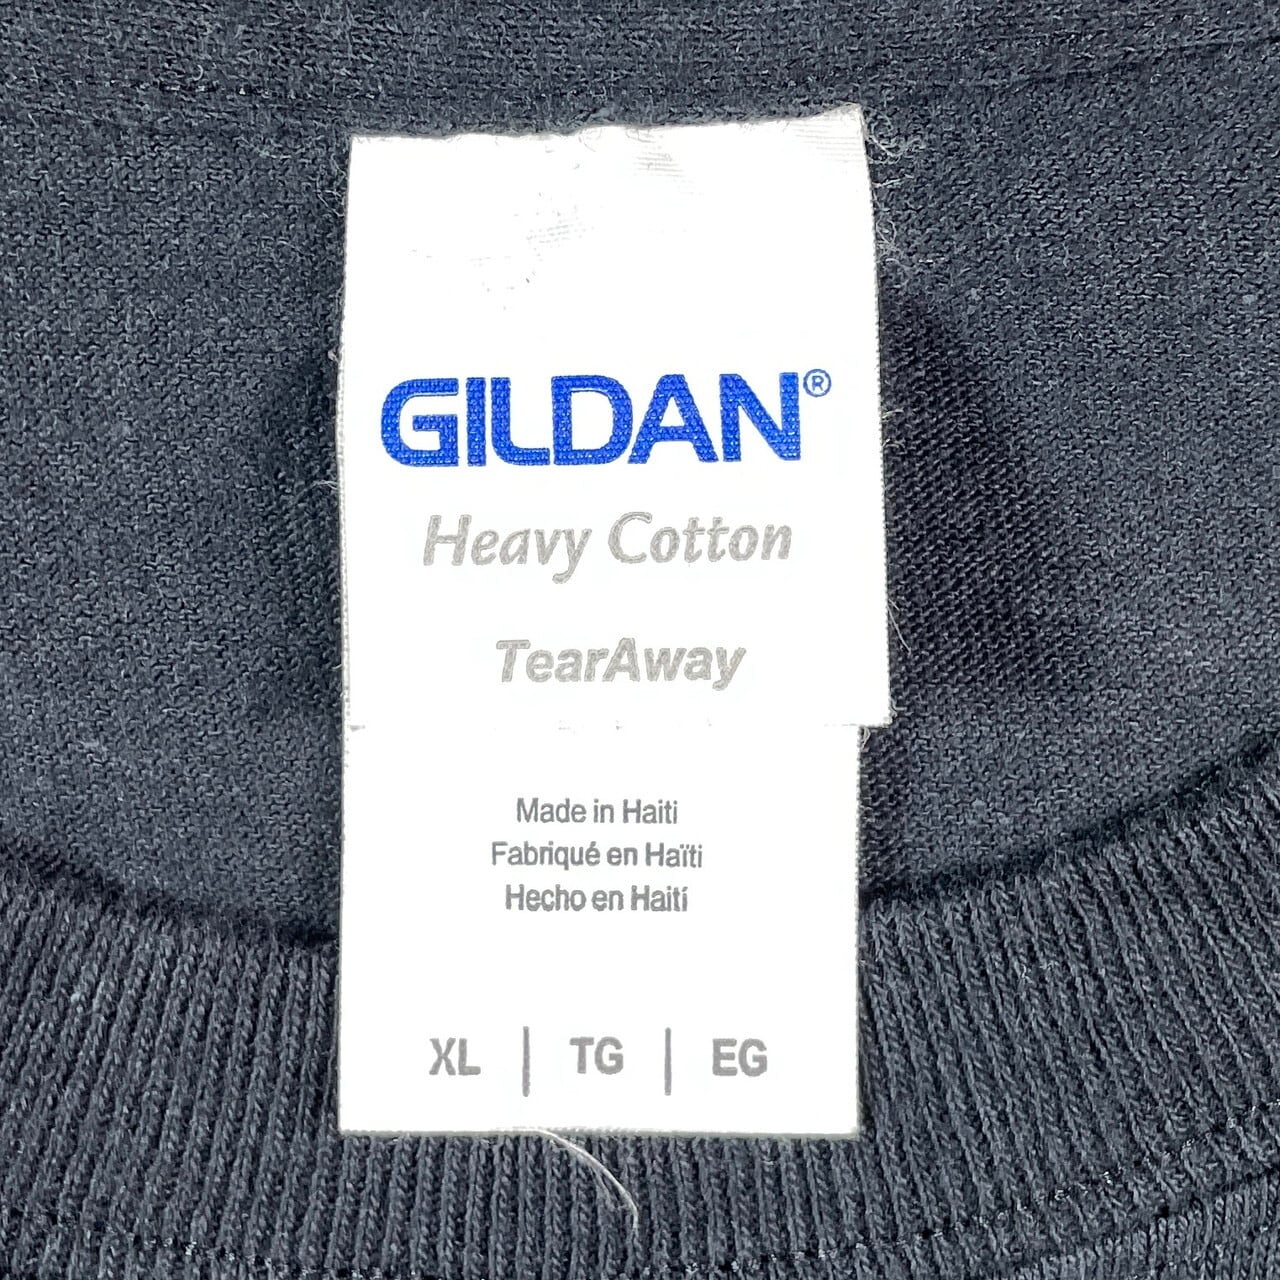 GILDAN®
Heavy Cotton
TearAway
Made in Haiti
Fabriqué en Haïti
Hecho en Haití
XL | TG | EG